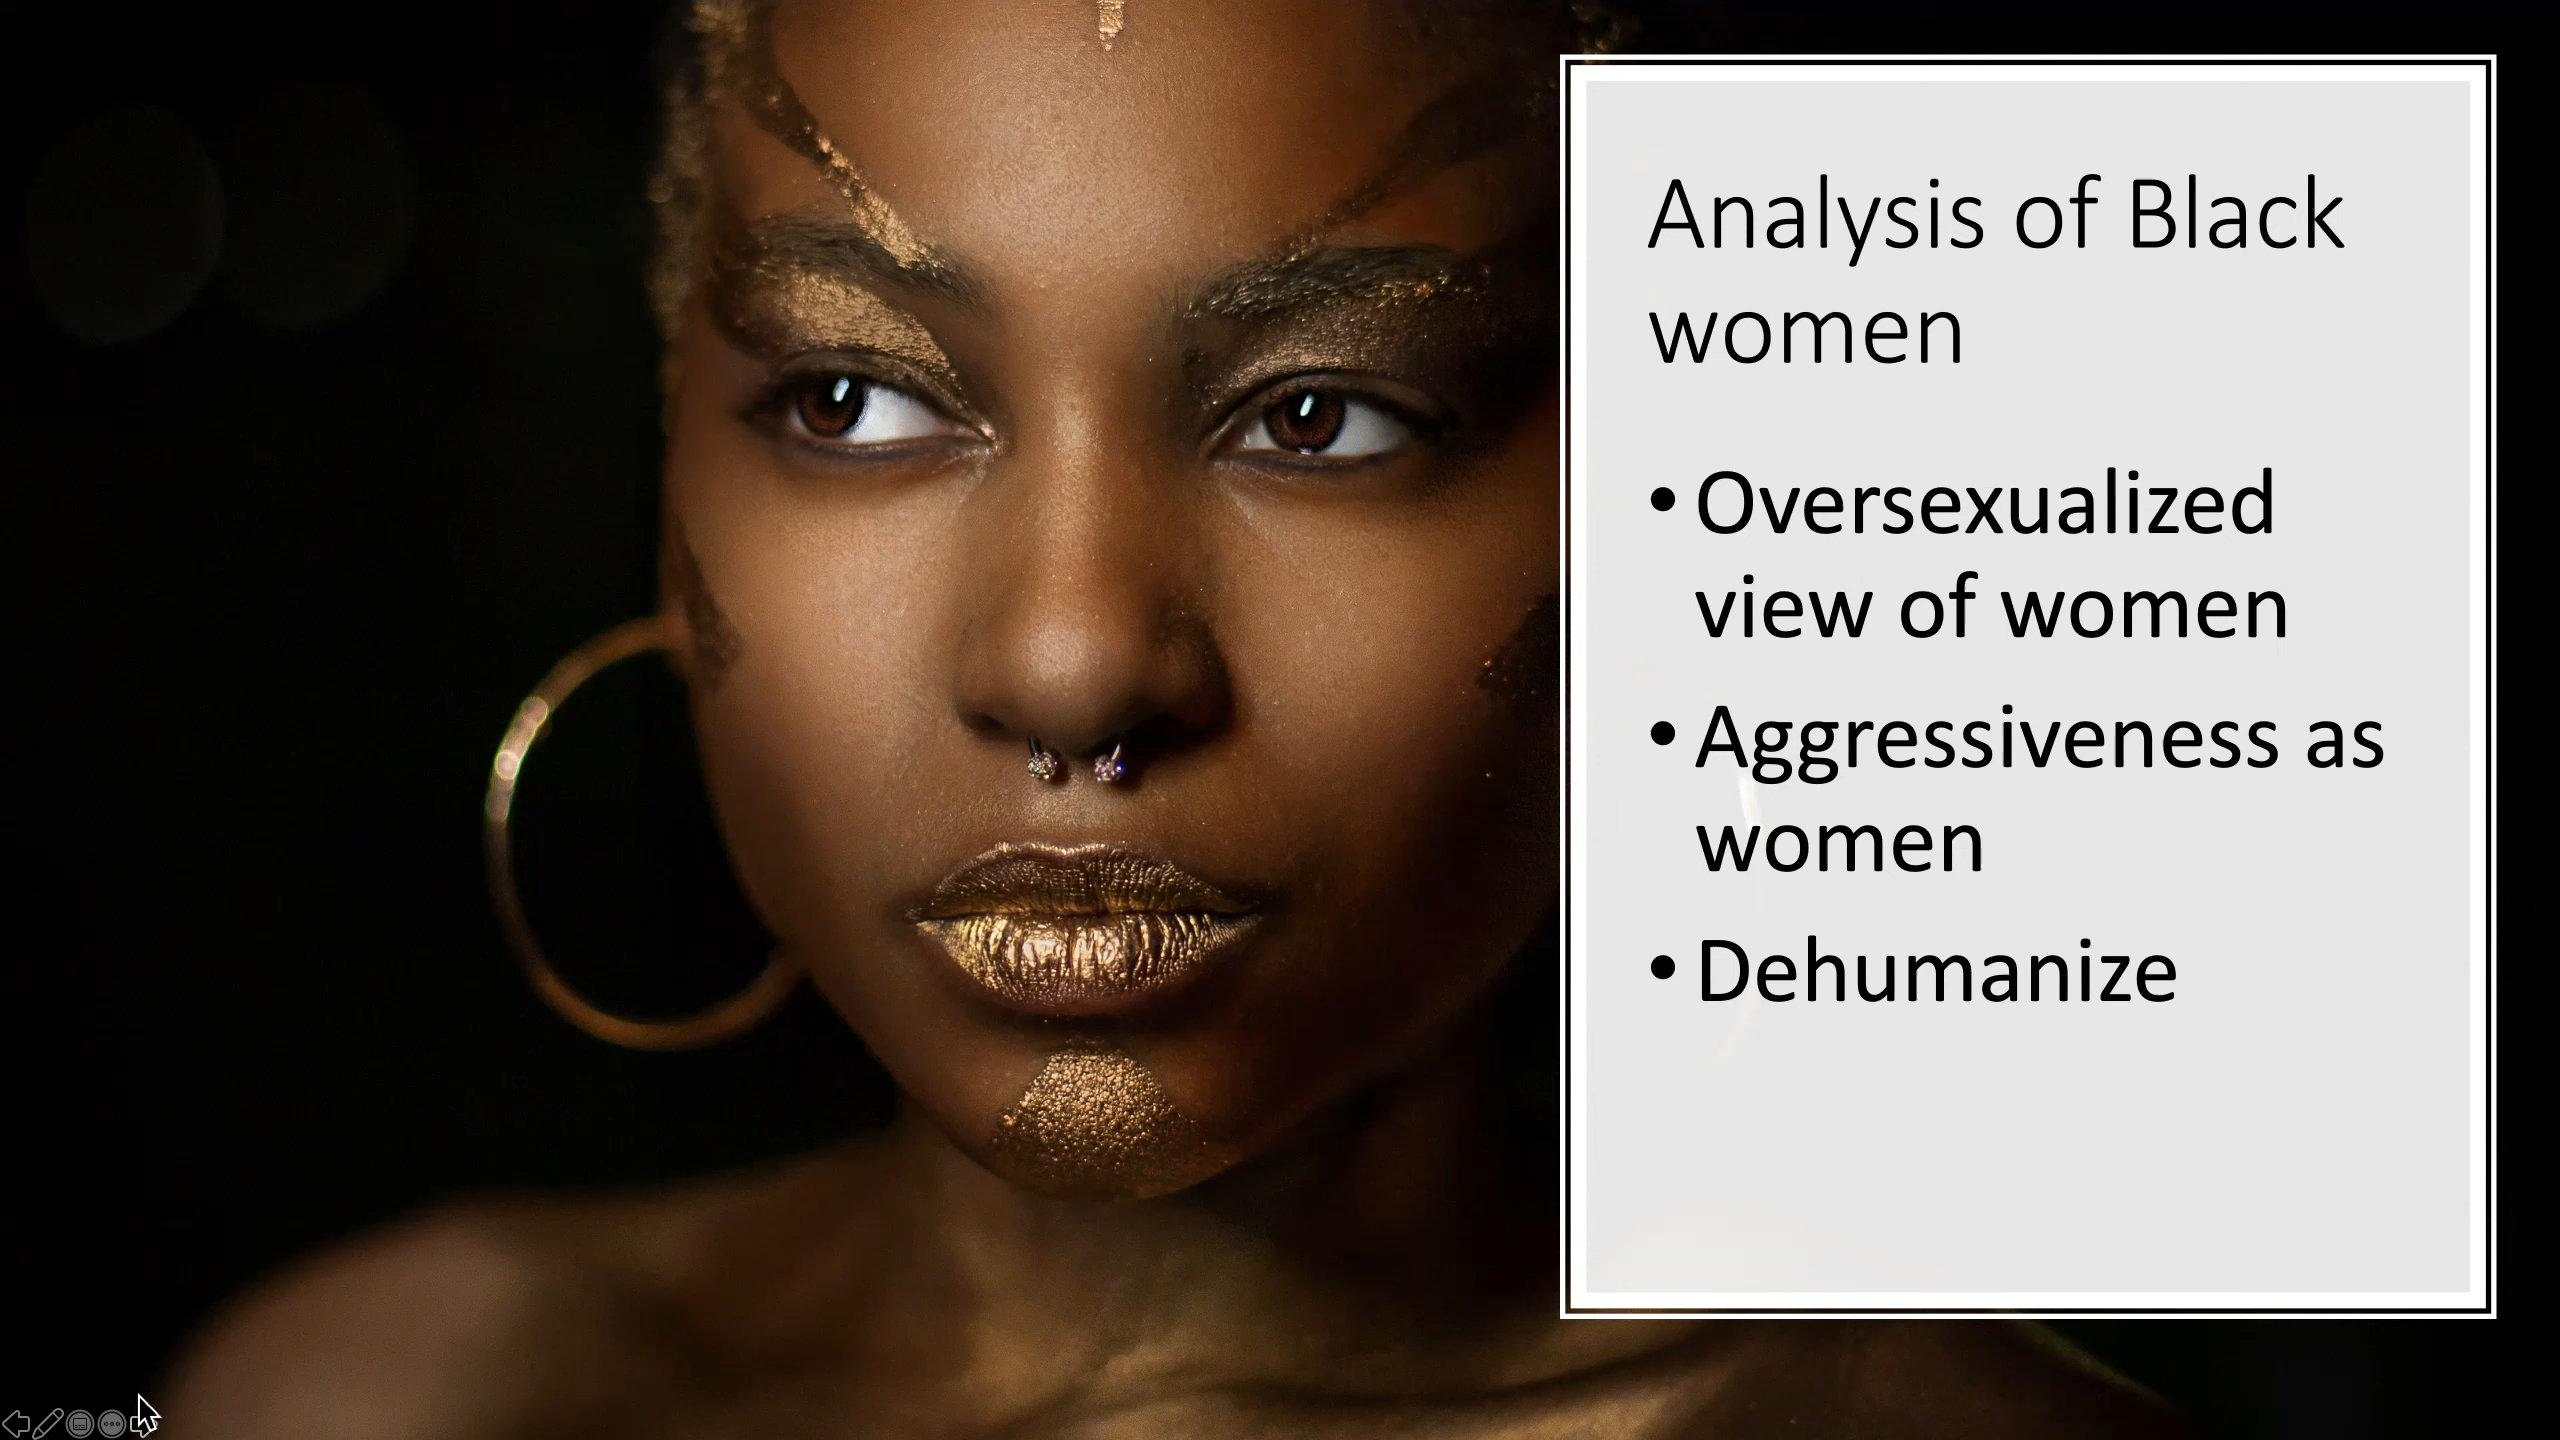 Analysis of Black
women
• Oversexualized
view of women
• Aggressiveness as
women
• Dehumanize